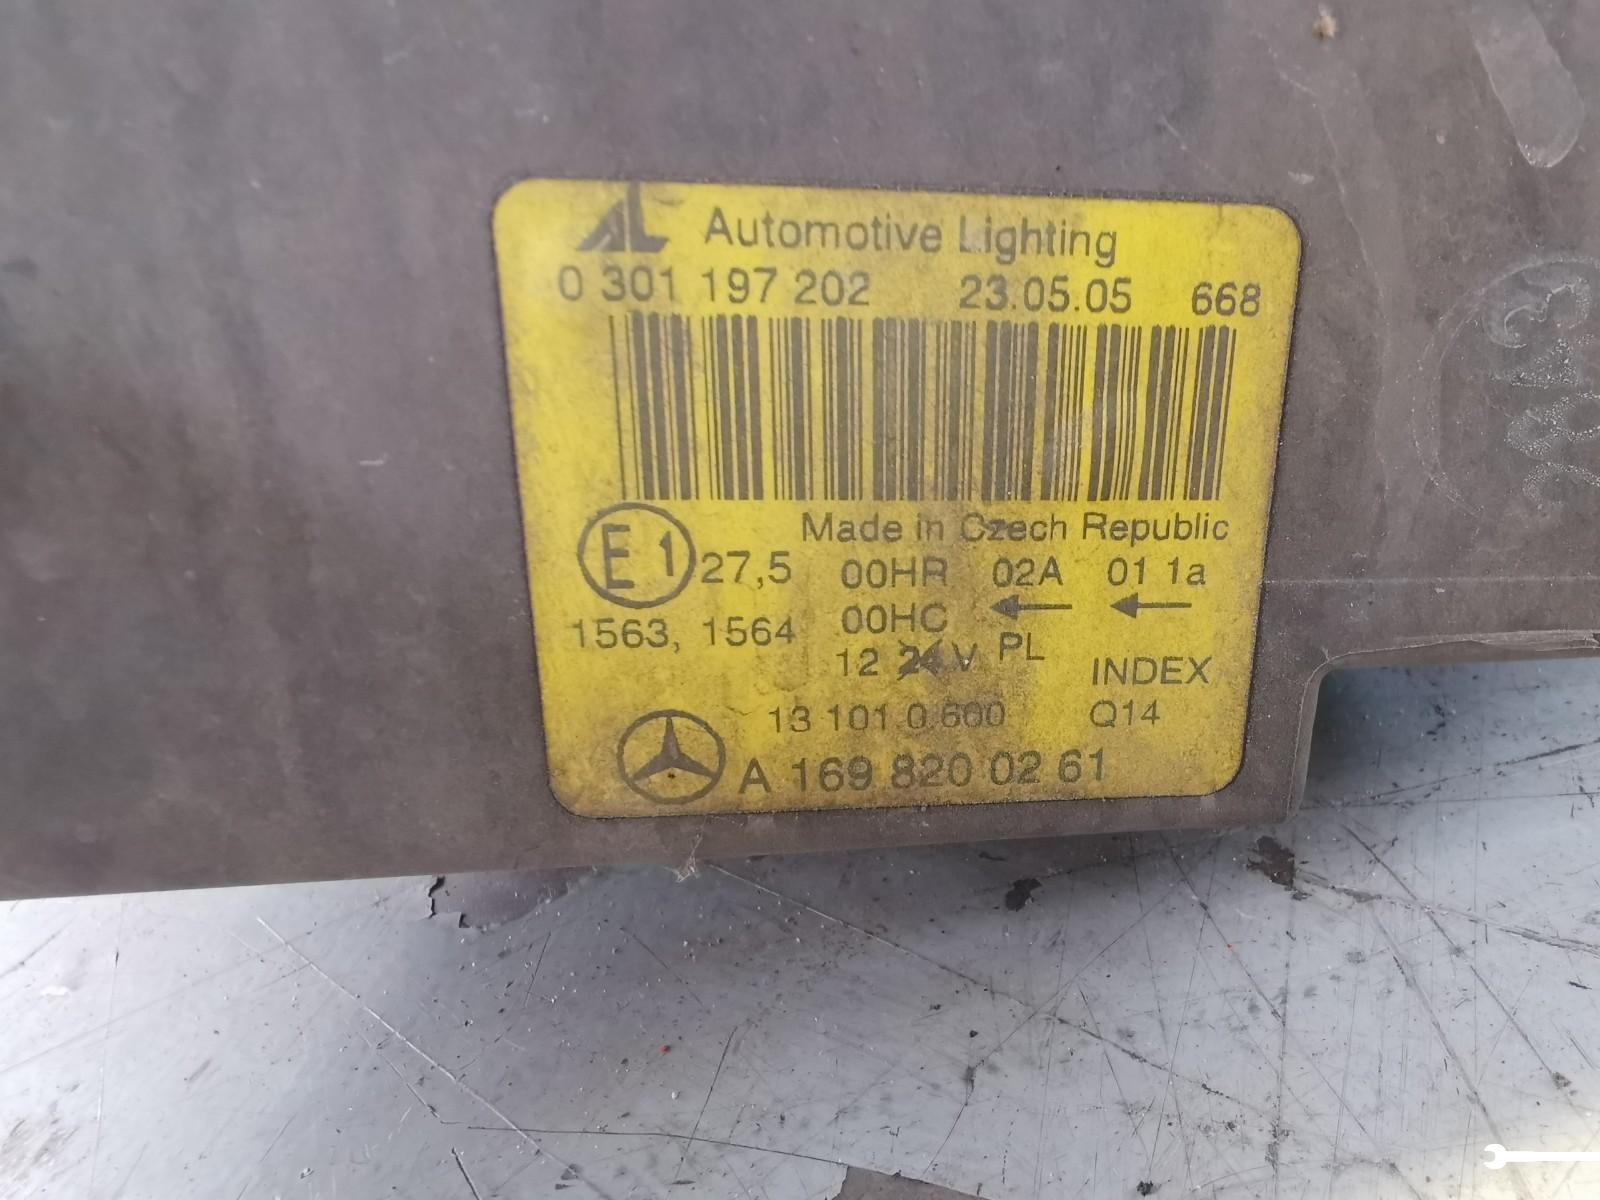 AL Automotive Lighting
0 301 197 202 23.05.05 668
Made in Czech Republic
E1 27,5 00HR 02A 01 1a
1563, 1564 00HC ← ←
12 24 V PL
INDEX
13 101 0.600 Q14
A 169 820 02 61